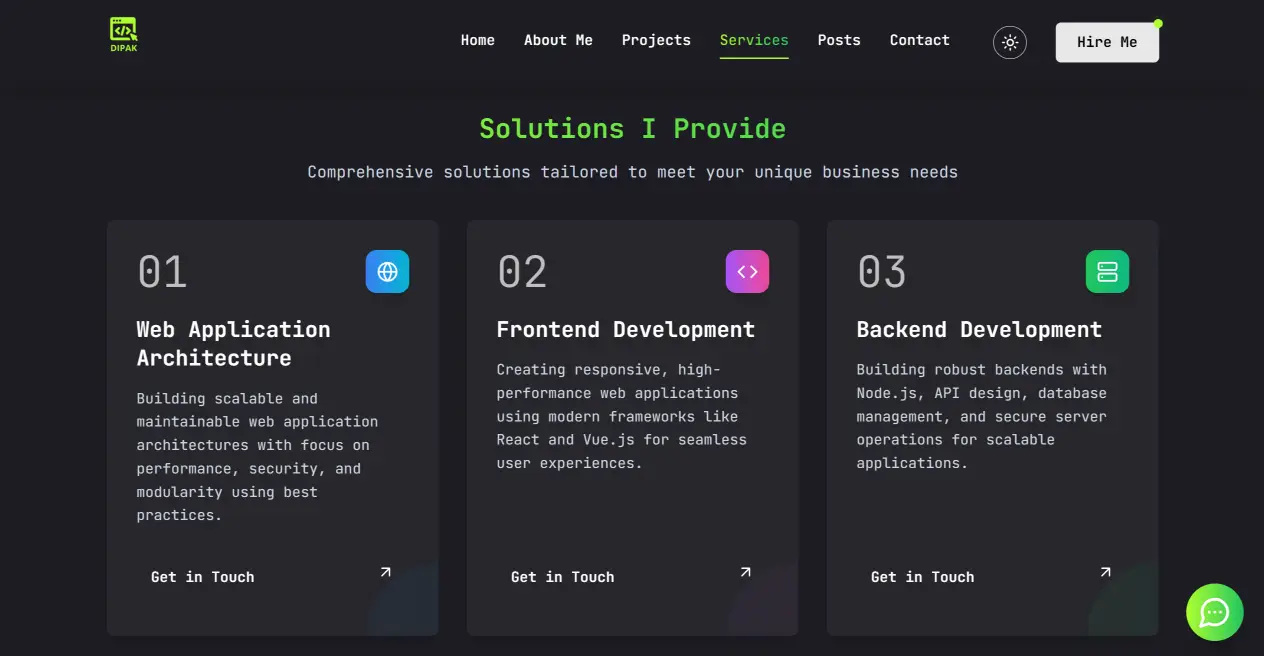 DIPAK
Home About Me Projects Services Posts Contact Hire Me
Solutions I Provide
Comprehensive solutions tailored to meet your unique business needs
01
Web Application
Architecture
Building scalable and
maintainable web application
architectures with focus on
performance, security, and
modularity using best
practices.
Get in Touch
02
Frontend Development
Creating responsive, high-
performance web applications
using modern frameworks like
React and Vue.js for seamless
user experiences.
Get in Touch
03
Backend Development
Building robust backends with
Node.js, API design, database
management, and secure server
operations for scalable
applications.
Get in Touch